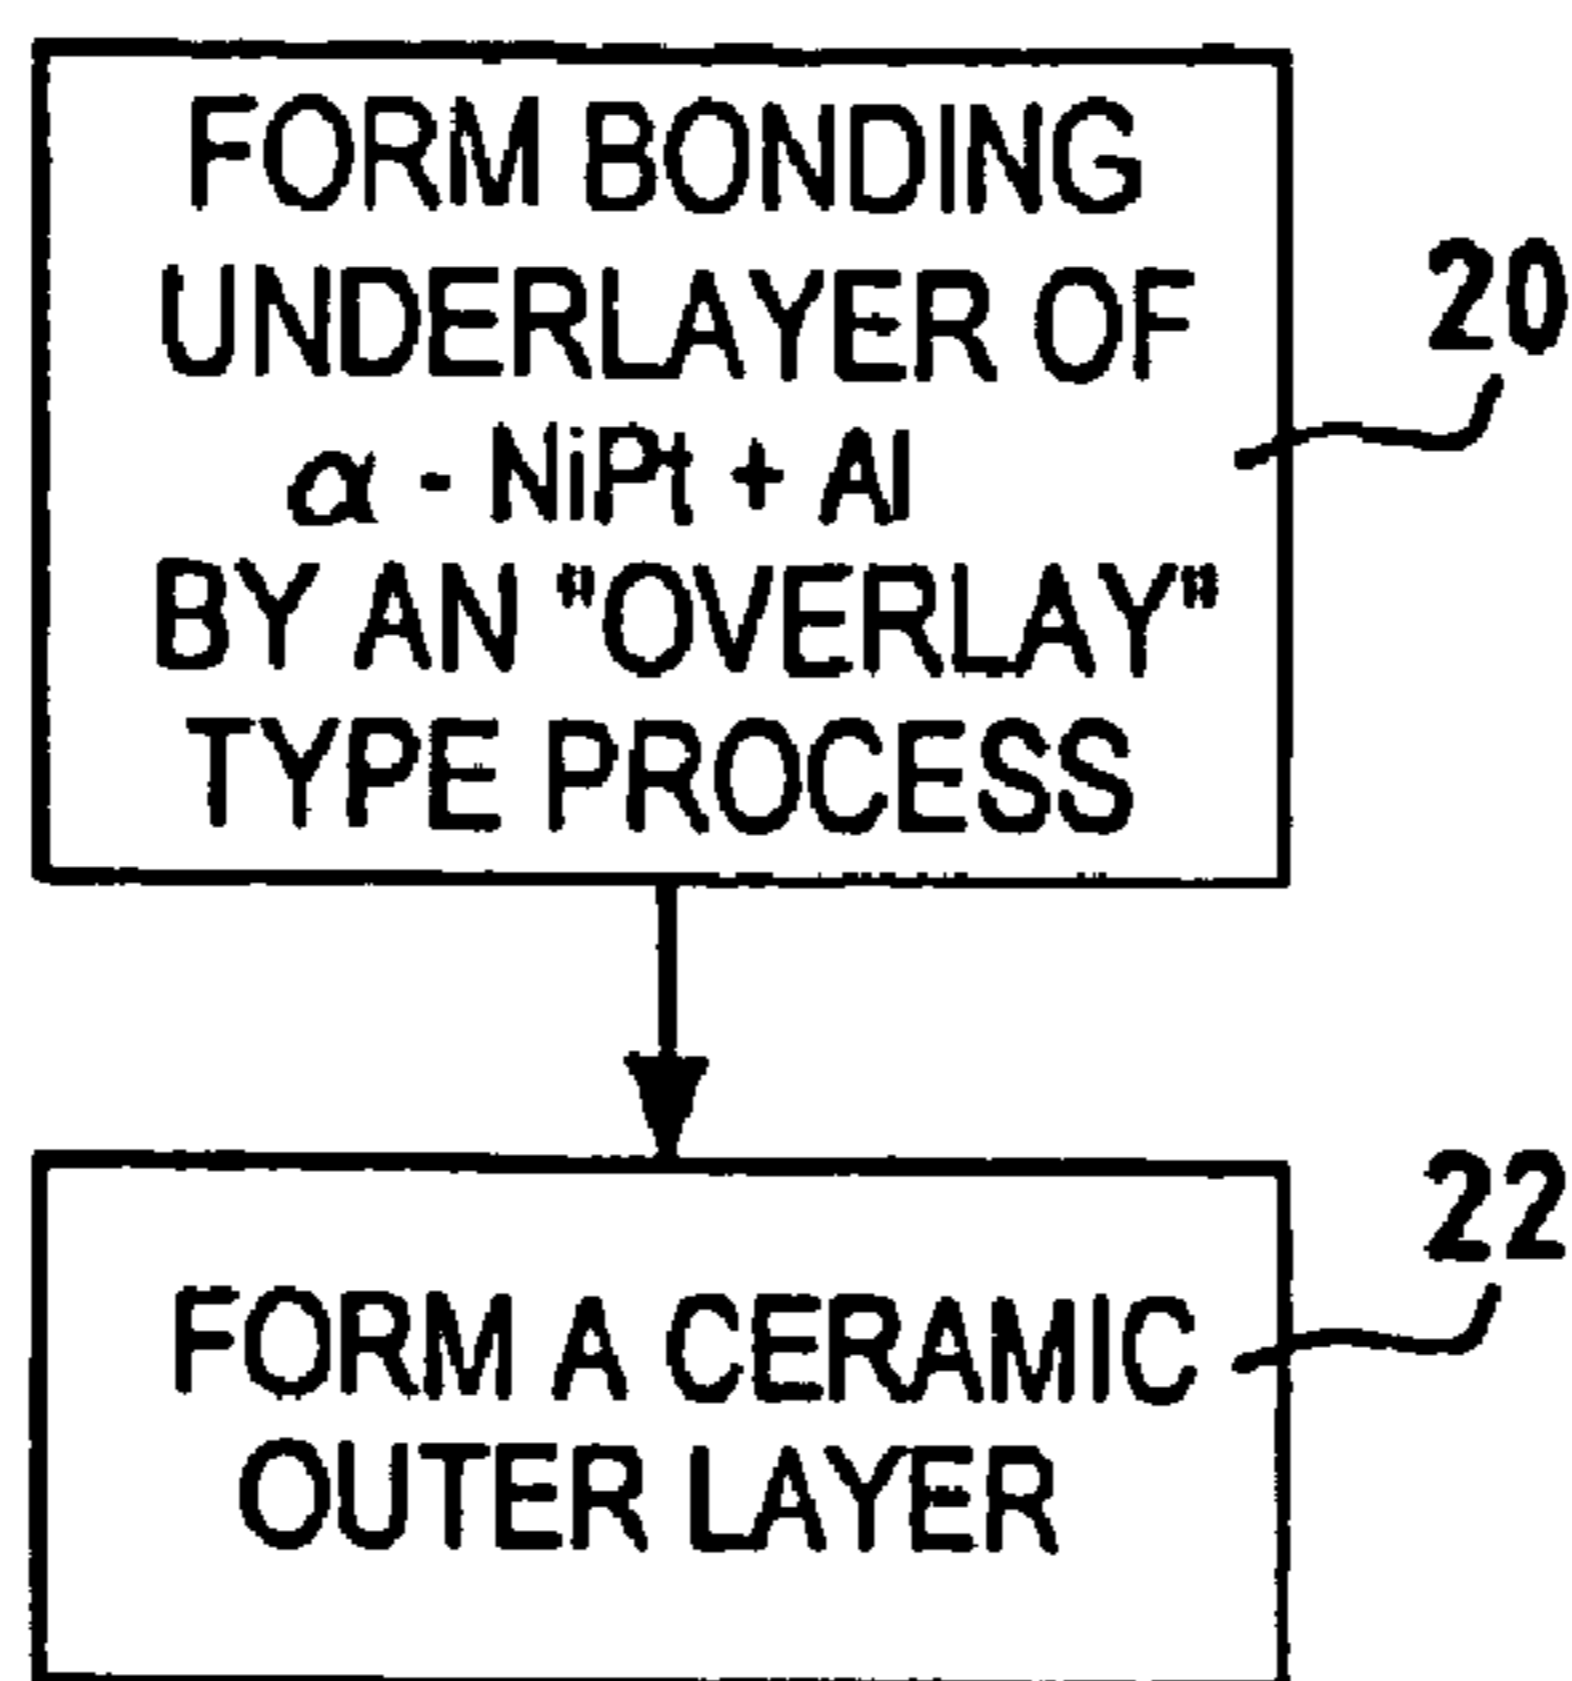 FORM BONDING
UNDERLAYER OF
α - NiPt + Al
BY AN "OVERLAY"
TYPE PROCESS
20
FORM A CERAMIC
OUTER LAYER
22